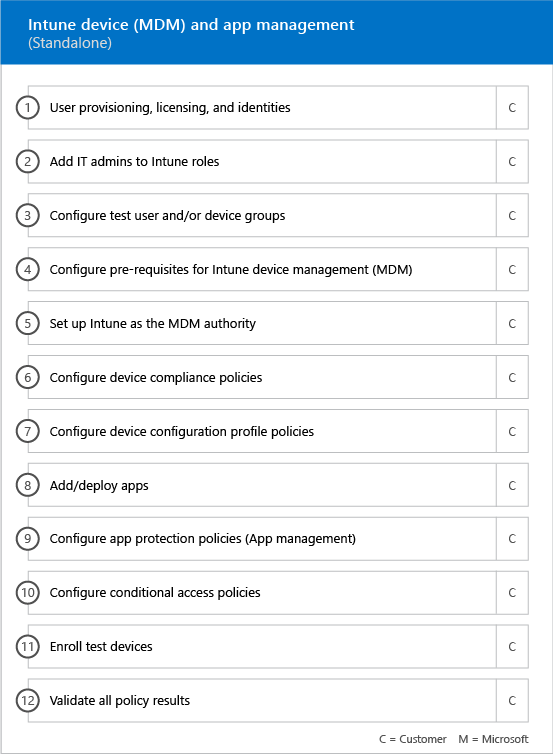 Intune device (MDM) and app management
(Standalone)
1 User provisioning, licensing, and identities C
2 Add IT admins to Intune roles C
3 Configure test user and/or device groups C
4 Configure pre-requisites for Intune device management (MDM) C
5 Set up Intune as the MDM authority C
6 Configure device compliance policies C
7 Configure device configuration profile policies C
8 Add/deploy apps C
9 Configure app protection policies (App management) C
10 Configure conditional access policies C
11 Enroll test devices C
12 Validate all policy results C
C = Customer M = Microsoft